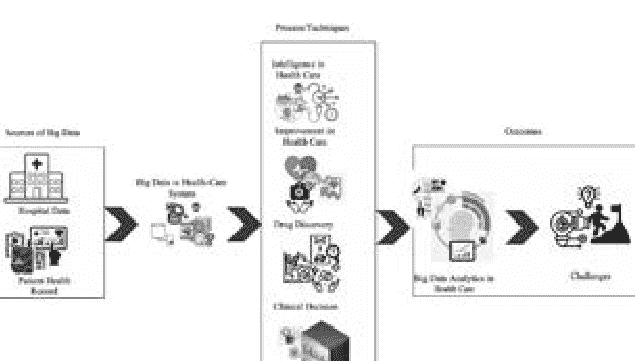 Process Techniques
Sources of Big Data
Hospital Data
Patient Health
Record
Big Data in Health-Care
System
Intelligence in
Health Care
Improvement in
Health Care
Drug Discovery
Clinical Decision
Outcomes
Big Data Analytics in
Health Care
Challenges